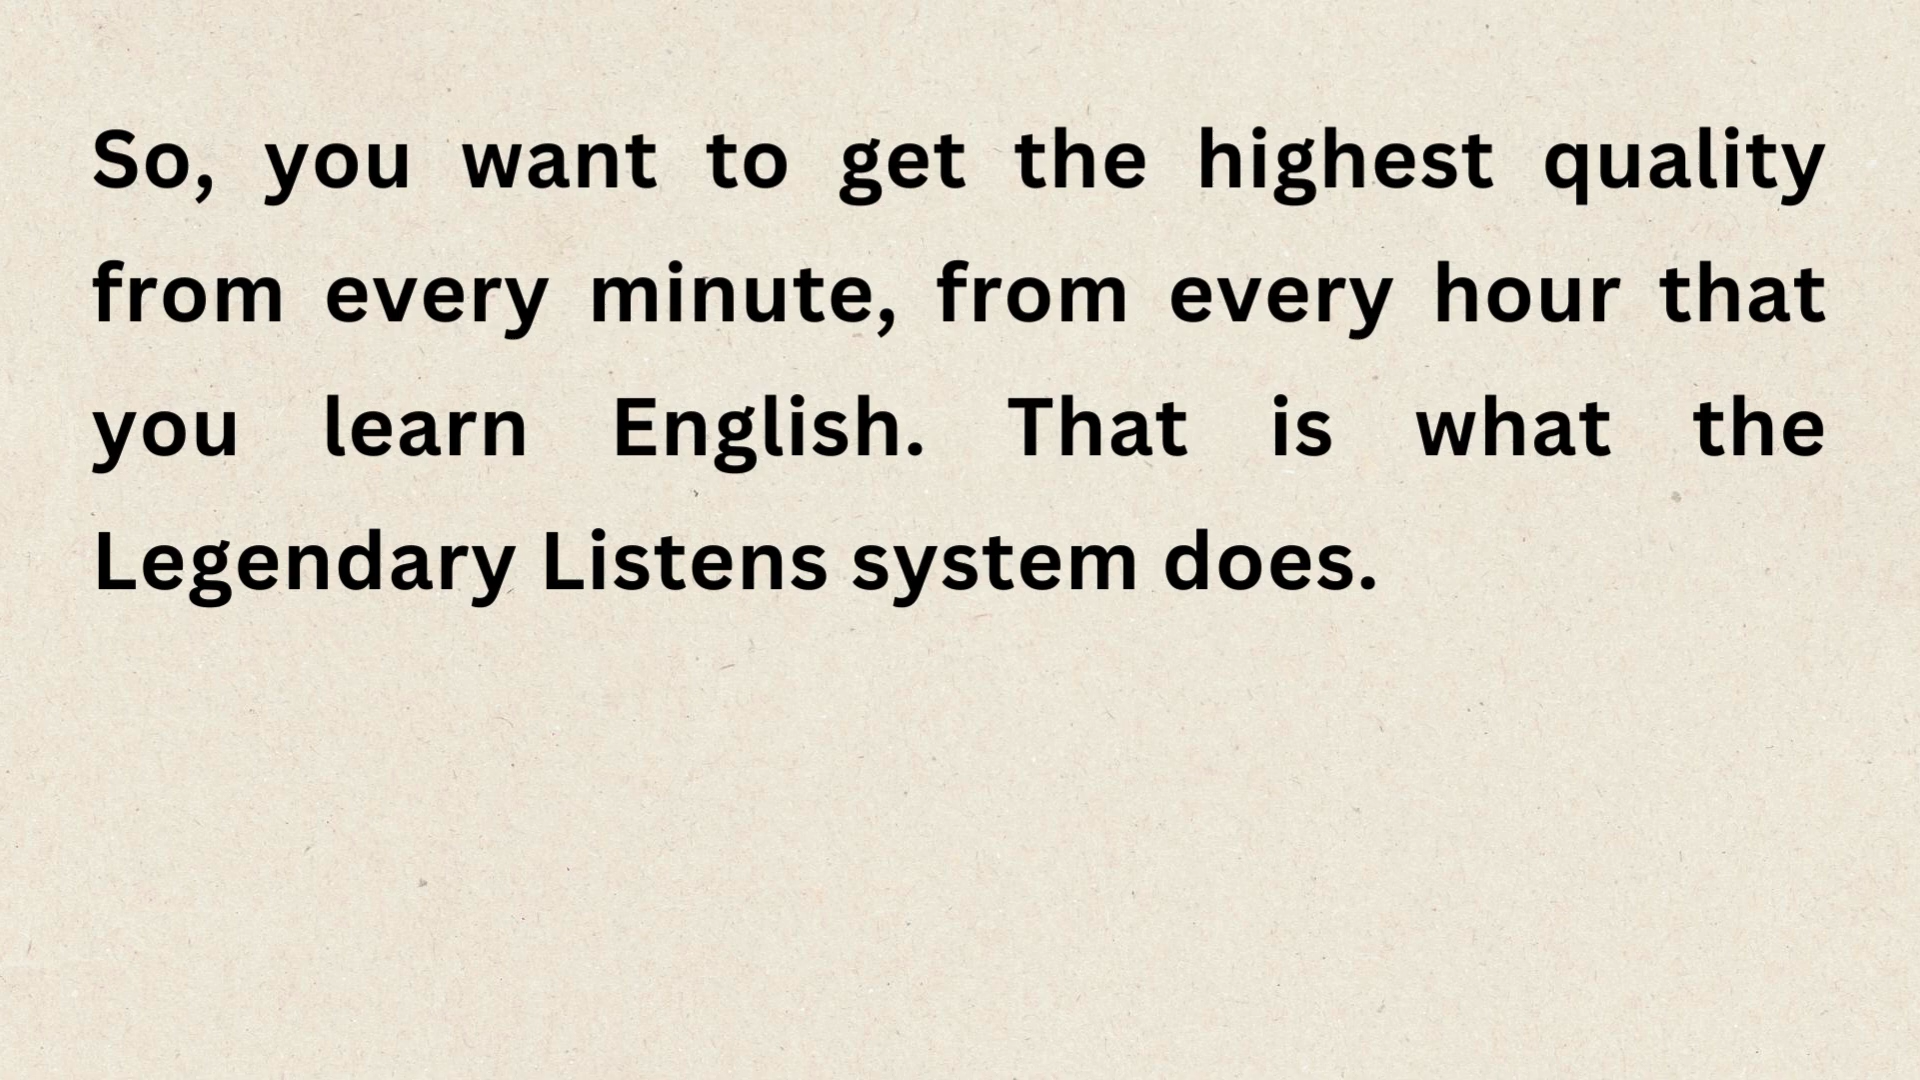 So, you want to get the highest quality
from every minute, from every hour that
you learn English. That is what the
Legendary Listens system does.